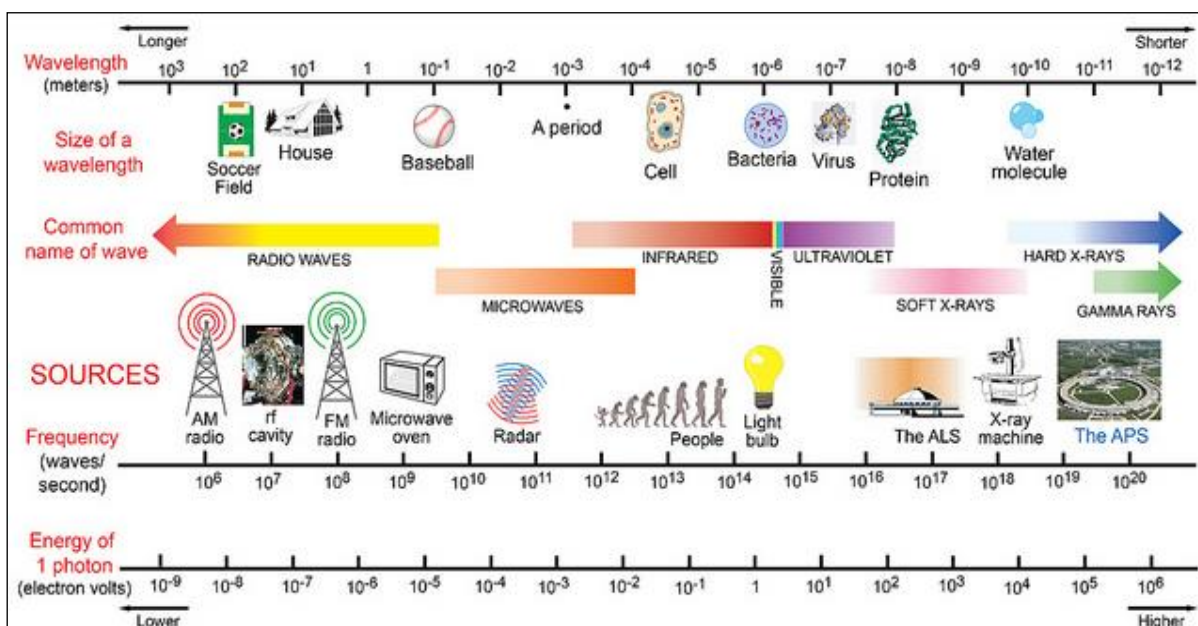 Longer
Shorter
Wavelength
(meters)
10³ 10² 10¹ 1 10⁻¹ 10⁻² 10⁻³ 10⁻⁴ 10⁻⁵ 10⁻⁶ 10⁻⁷ 10⁻⁸ 10⁻⁹ 10⁻¹⁰ 10⁻¹¹ 10⁻¹²
Size of a
wavelength
Soccer
Field
House
Baseball
A period
Cell
Bacteria
Virus
Protein
Water
molecule
Common
name of wave
RADIO WAVES
MICROWAVES
INFRARED
VISIBLE
ULTRAVIOLET
SOFT X-RAYS
HARD X-RAYS
GAMMA RAYS
SOURCES
AM
radio
rf
cavity
FM
radio
Microwave
oven
Radar
People
Light
bulb
The ALS
X-ray
machine
The APS
Frequency
(waves/
second)
10⁶ 10⁷ 10⁸ 10⁹ 10¹⁰ 10¹¹ 10¹² 10¹³ 10¹⁴ 10¹⁵ 10¹⁶ 10¹⁷ 10¹⁸ 10¹⁹ 10²⁰
Energy of
1 photon
(electron volts)
10⁻⁹ 10⁻⁸ 10⁻⁷ 10⁻⁶ 10⁻⁵ 10⁻⁴ 10⁻³ 10⁻² 10⁻¹ 1 10¹ 10² 10³ 10⁴ 10⁵ 10⁶
Lower
Higher